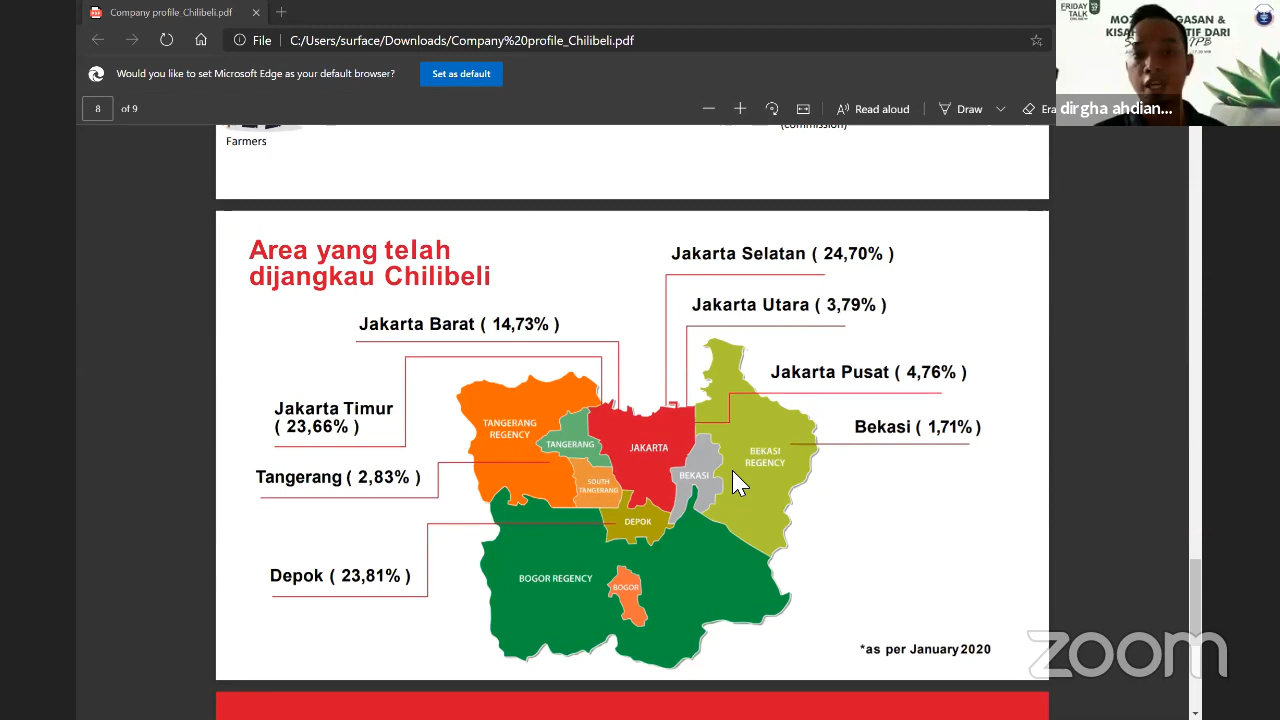 Company profile_Chilibeli.pdf
File
C:/Users/surface/Downloads/Company%20profile_Chilibeli.pdf
Would you like to set Microsoft Edge as your default browser?
Set as default
8
of 9
Read aloud
Draw
Era
FRIDAY
TALK
dirgha ahdian...
Farmers
(commission)
Area yang telah
dijangkau Chilibeli
Jakarta Selatan ( 24,70% )
Jakarta Utara ( 3,79% )
Jakarta Barat ( 14,73% )
Jakarta Pusat ( 4,76% )
Jakarta Timur
( 23,66% )
Bekasi ( 1,71% )
Tangerang ( 2,83% )
Depok ( 23,81% )
TANGERANG
REGENCY
TANGERANG
JAKARTA
SOUTH
TANGERANG
BEKASI
BEKASI
REGENCY
DEPOK
BOGOR REGENCY
BOGOR
*as per January 2020
zoom